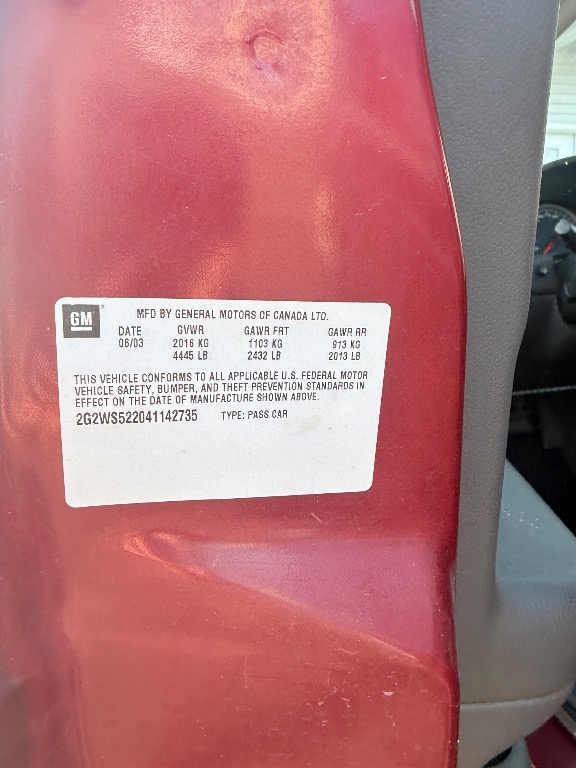 GM MFD BY GENERAL MOTORS OF CANADA LTD.
DATE GVWR GAWR FRT GAWR RR
06/03 2016 KG 1103 KG 913 KG
4445 LB 2432 LB 2013 LB
THIS VEHICLE CONFORMS TO ALL APPLICABLE U.S. FEDERAL MOTOR
VEHICLE SAFETY, BUMPER, AND THEFT PREVENTION STANDARDS IN
EFFECT ON THE DATE OF MANUFACTURE SHOWN ABOVE.
2G2WS522041142735 TYPE: PASS CAR